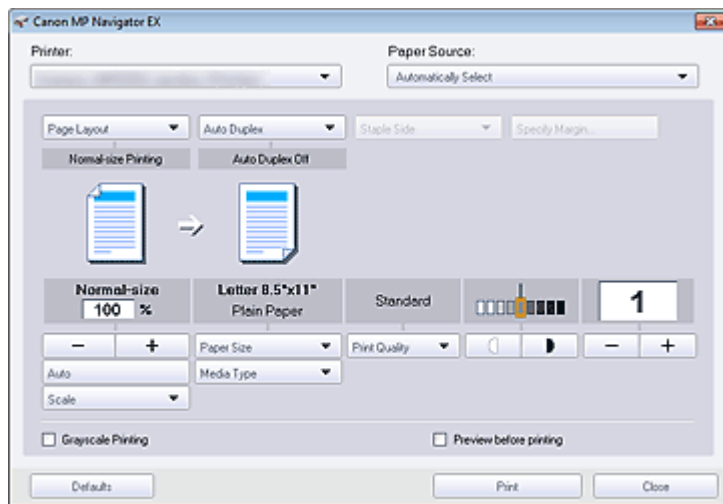 Canon MP Navigator EX
Printer:
Paper Source:
Automatically Select
Page Layout
Auto Duplex
Staple Side
Specify Margin...
Normal-size Printing
Auto Duplex Off
Normal-size
100 %
Letter 8.5"x11"
Plain Paper
Standard
1
− +
Paper Size
Print Quality
− +
Auto
Media Type
Scale
Grayscale Printing
Preview before printing
Defaults
Print
Close